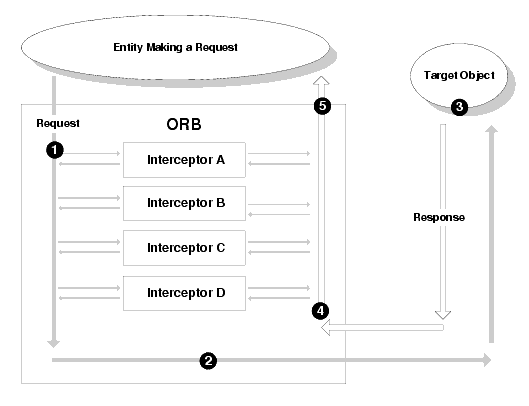 Entity Making a Request
Target Object
3
5
Request
ORB
1
Interceptor A
Interceptor B
Response
Interceptor C
Interceptor D
4
2